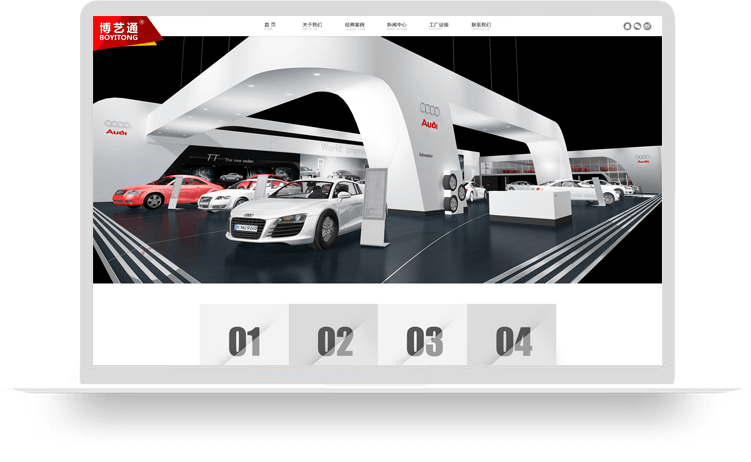 博艺通®
BOYITONG
首 页
关于我们
经典案例
新闻中心
工厂设施
联系我们
Audi
Audi
Audi
World prem
TT The new seder
Information
01
02
03
04